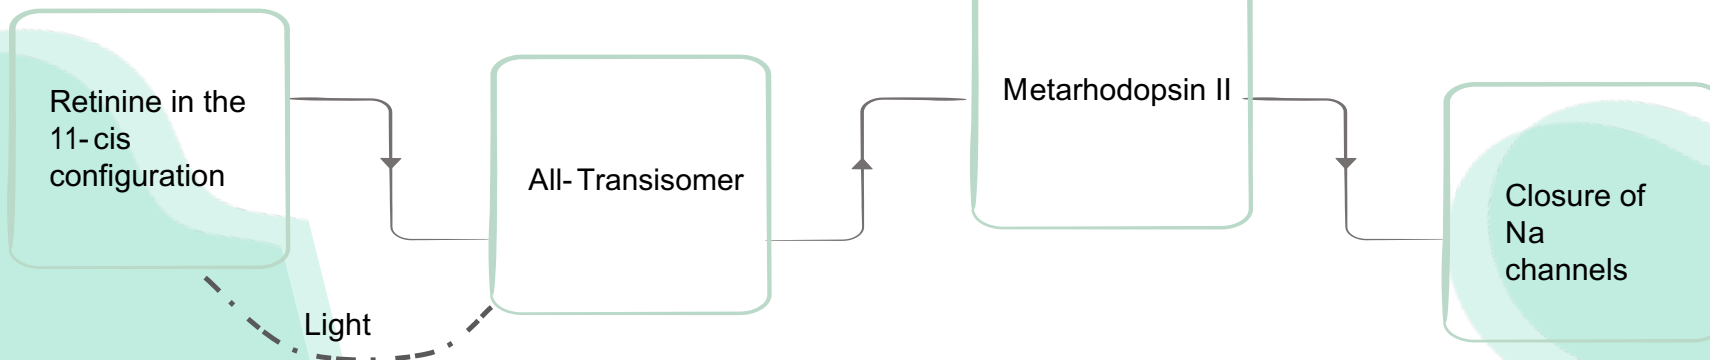 Retinine in the
11-cis
configuration
Light
All-Transisomer
Metarhodopsin II
Closure of
Na
channels